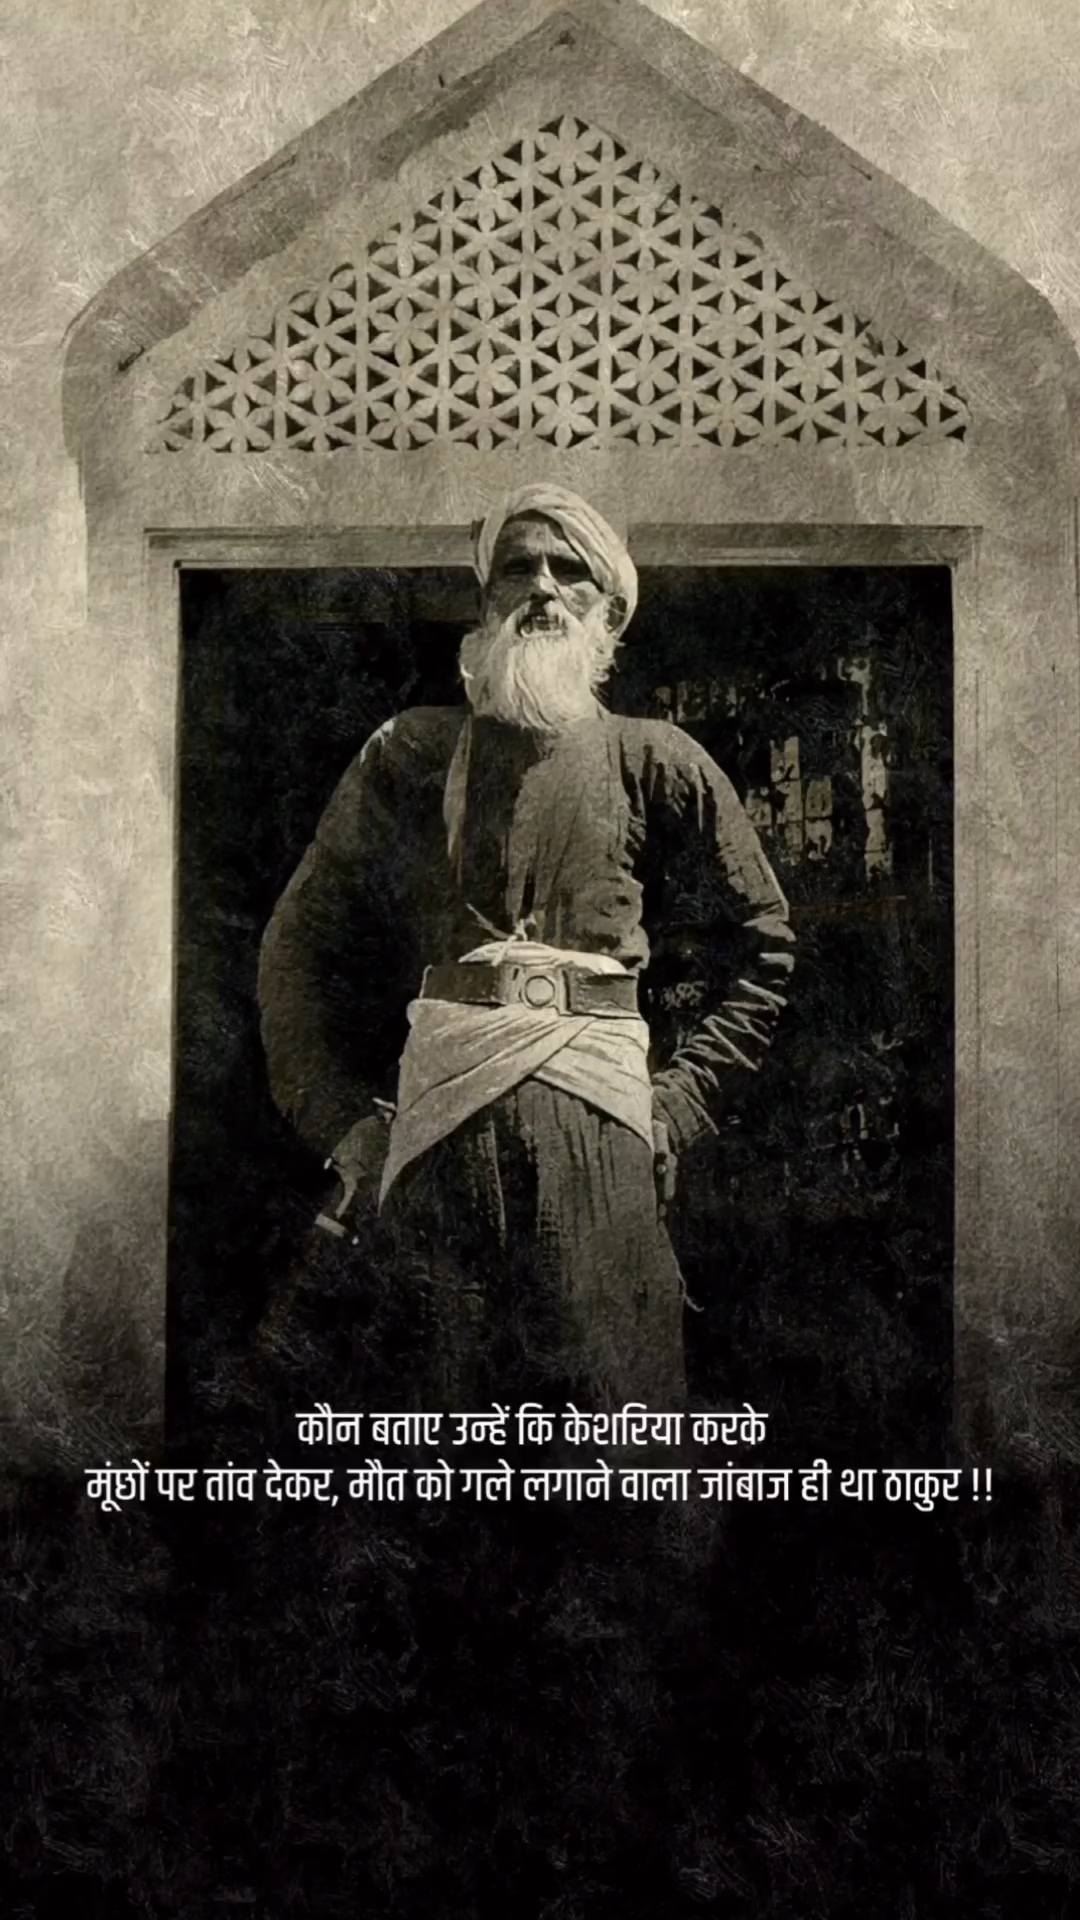 कौन बताए उन्हें कि केशरिया करके
मूंछों पर तांव देकर, मौत को गले लगाने वाला जांबाज ही था ठाकुर !!